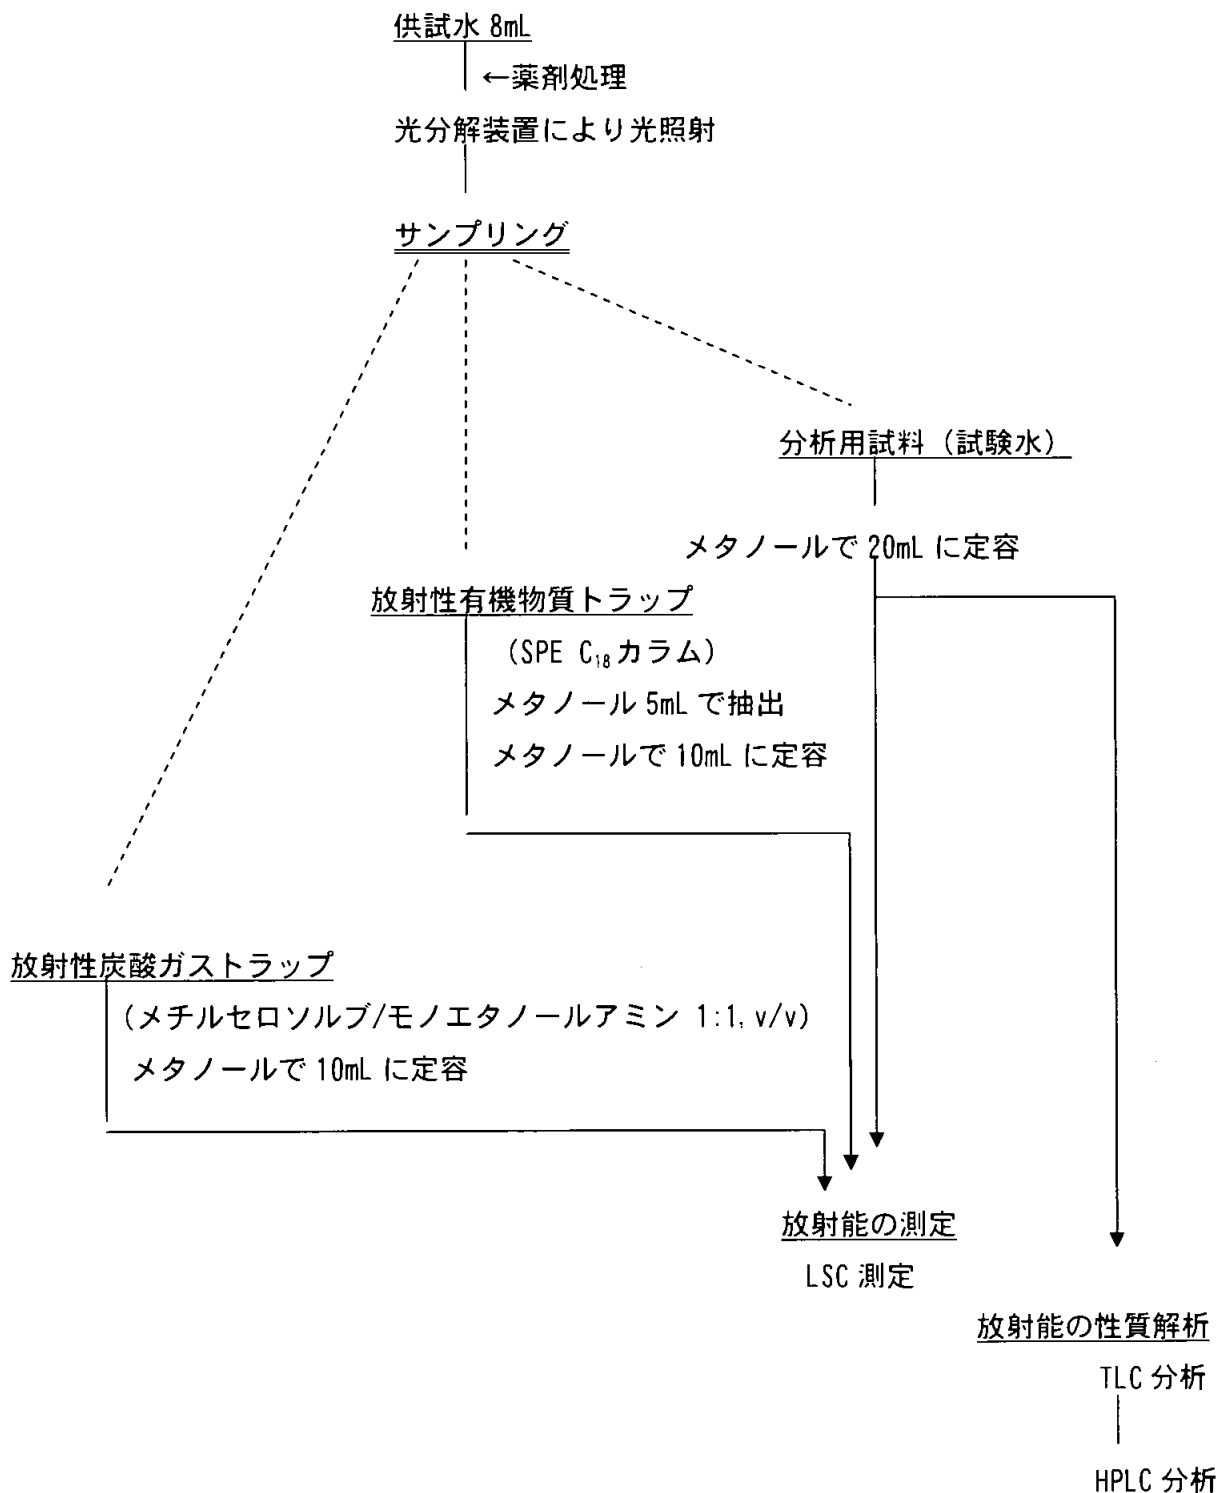 供試水 8mL
←薬剤処理
光分解装置により光照射
サンプリング
分析用試料（試験水）
メタノールで 20mL に定容
放射性有機物質トラップ
（SPE C₁₈カラム）
メタノール 5mL で抽出
メタノールで 10mL に定容
放射性炭酸ガストラップ
（メチルセロソルブ/モノエタノールアミン 1:1, v/v）
メタノールで 10mL に定容
放射能の測定
LSC 測定
放射能の性質解析
TLC 分析
HPLC 分析